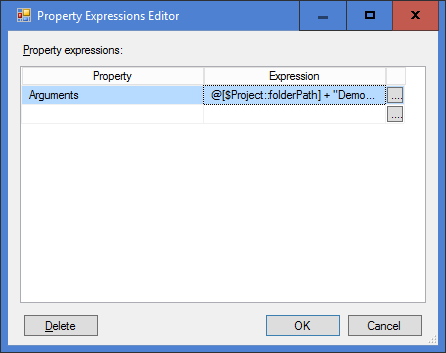 Property Expressions Editor
Property expressions:
Property Expression
Arguments @[$Project::folderPath] + "Demo... ...
...
Delete OK Cancel